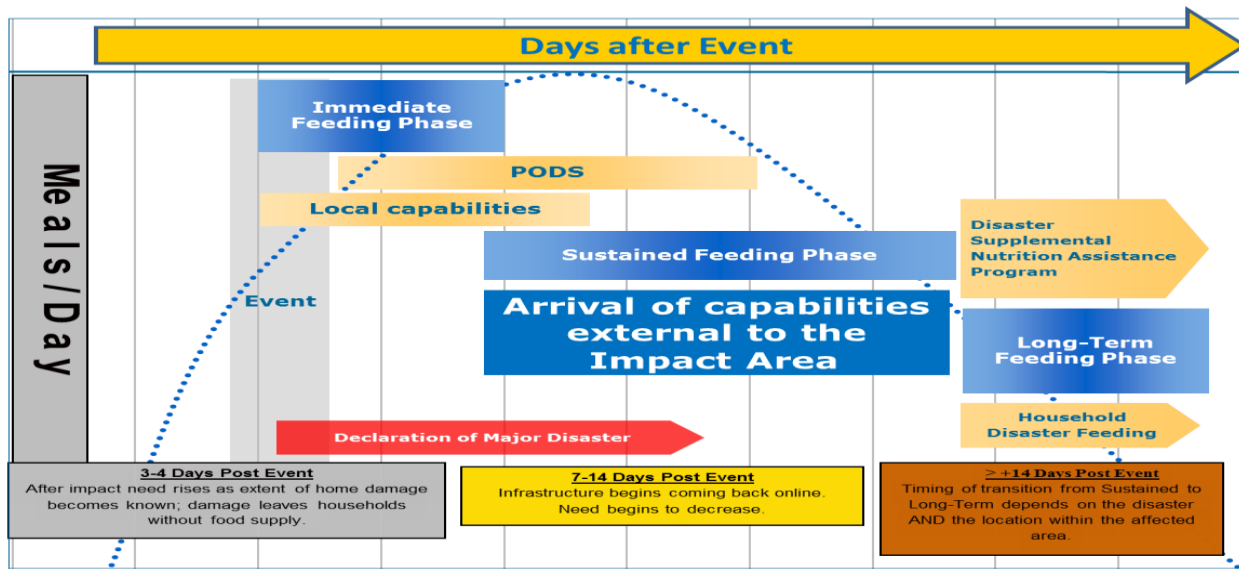 Days after Event
Meals/Day
Immediate
Feeding Phase
PODS
Local capabilities
Event
Sustained Feeding Phase
Arrival of capabilities
external to the
Impact Area
Disaster
Supplemental
Nutrition Assistance
Program
Long-Term
Feeding Phase
Household
Disaster Feeding
Declaration of Major Disaster
3-4 Days Post Event
After impact need rises as extent of home damage
becomes known; damage leaves households
without food supply.
7-14 Days Post Event
Infrastructure begins coming back online.
Need begins to decrease.
> +14 Days Post Event
Timing of transition from Sustained to
Long-Term depends on the disaster
AND the location within the affected
area.